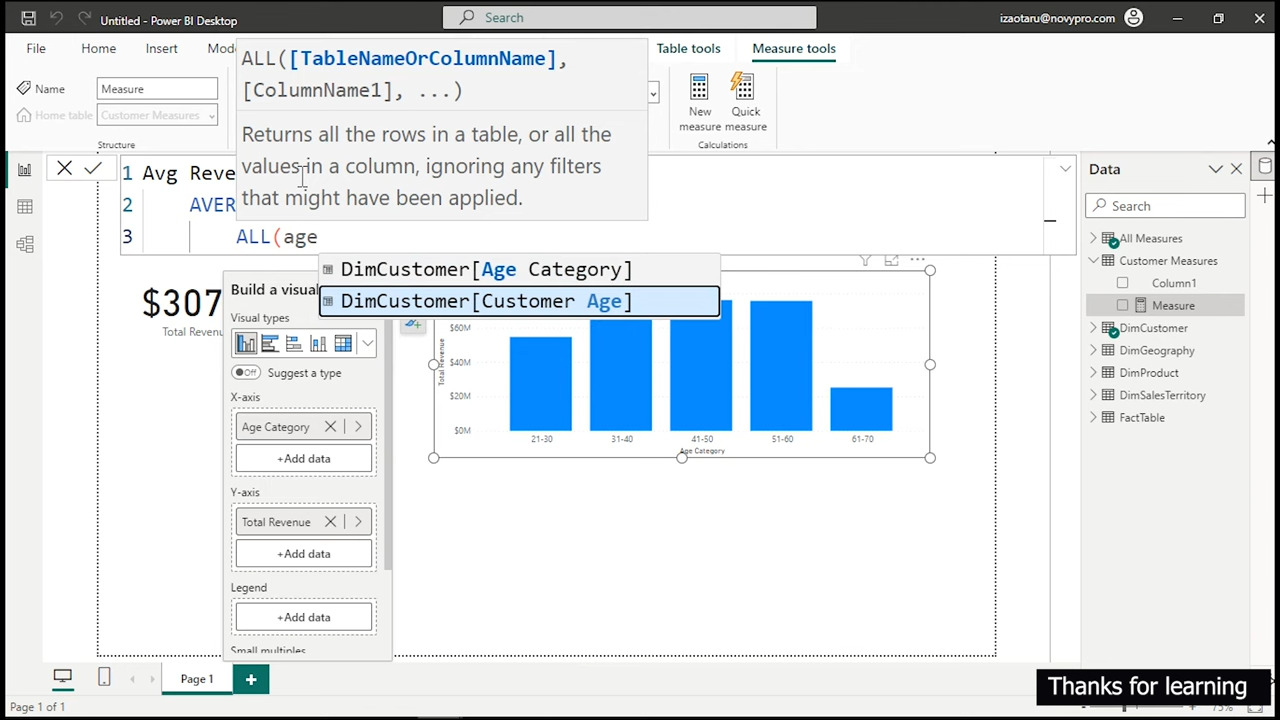 Untitled - Power BI Desktop
Search
izaotaru@novypro.com
File
Home
Insert
Table tools
Measure tools
Name
Measure
Home table
Customer Measures
Structure
ALL([TableNameOrColumnName],
[ColumnName1], ...)
Returns all the rows in a table, or all the
values in a column, ignoring any filters
that might have been applied.
New
measure
Quick
measure
Calculations
1 Avg Reve
2 AVER
3 ALL(age
DimCustomer[Age Category]
DimCustomer[Customer Age]
$307
Build a visual
Visual types
Off
Suggest a type
X-axis
Age Category
+Add data
Y-axis
Total Revenue
+Add data
Legend
+Add data
Small multiples
Total Revenue
$60M
$40M
$20M
$0M
21-30
31-40
41-50
51-60
61-70
Age Category
Data
Search
All Measures
Customer Measures
Column1
Measure
DimCustomer
DimGeography
DimProduct
DimSalesTerritory
FactTable
Page 1
Page 1 of 1
Thanks for learning